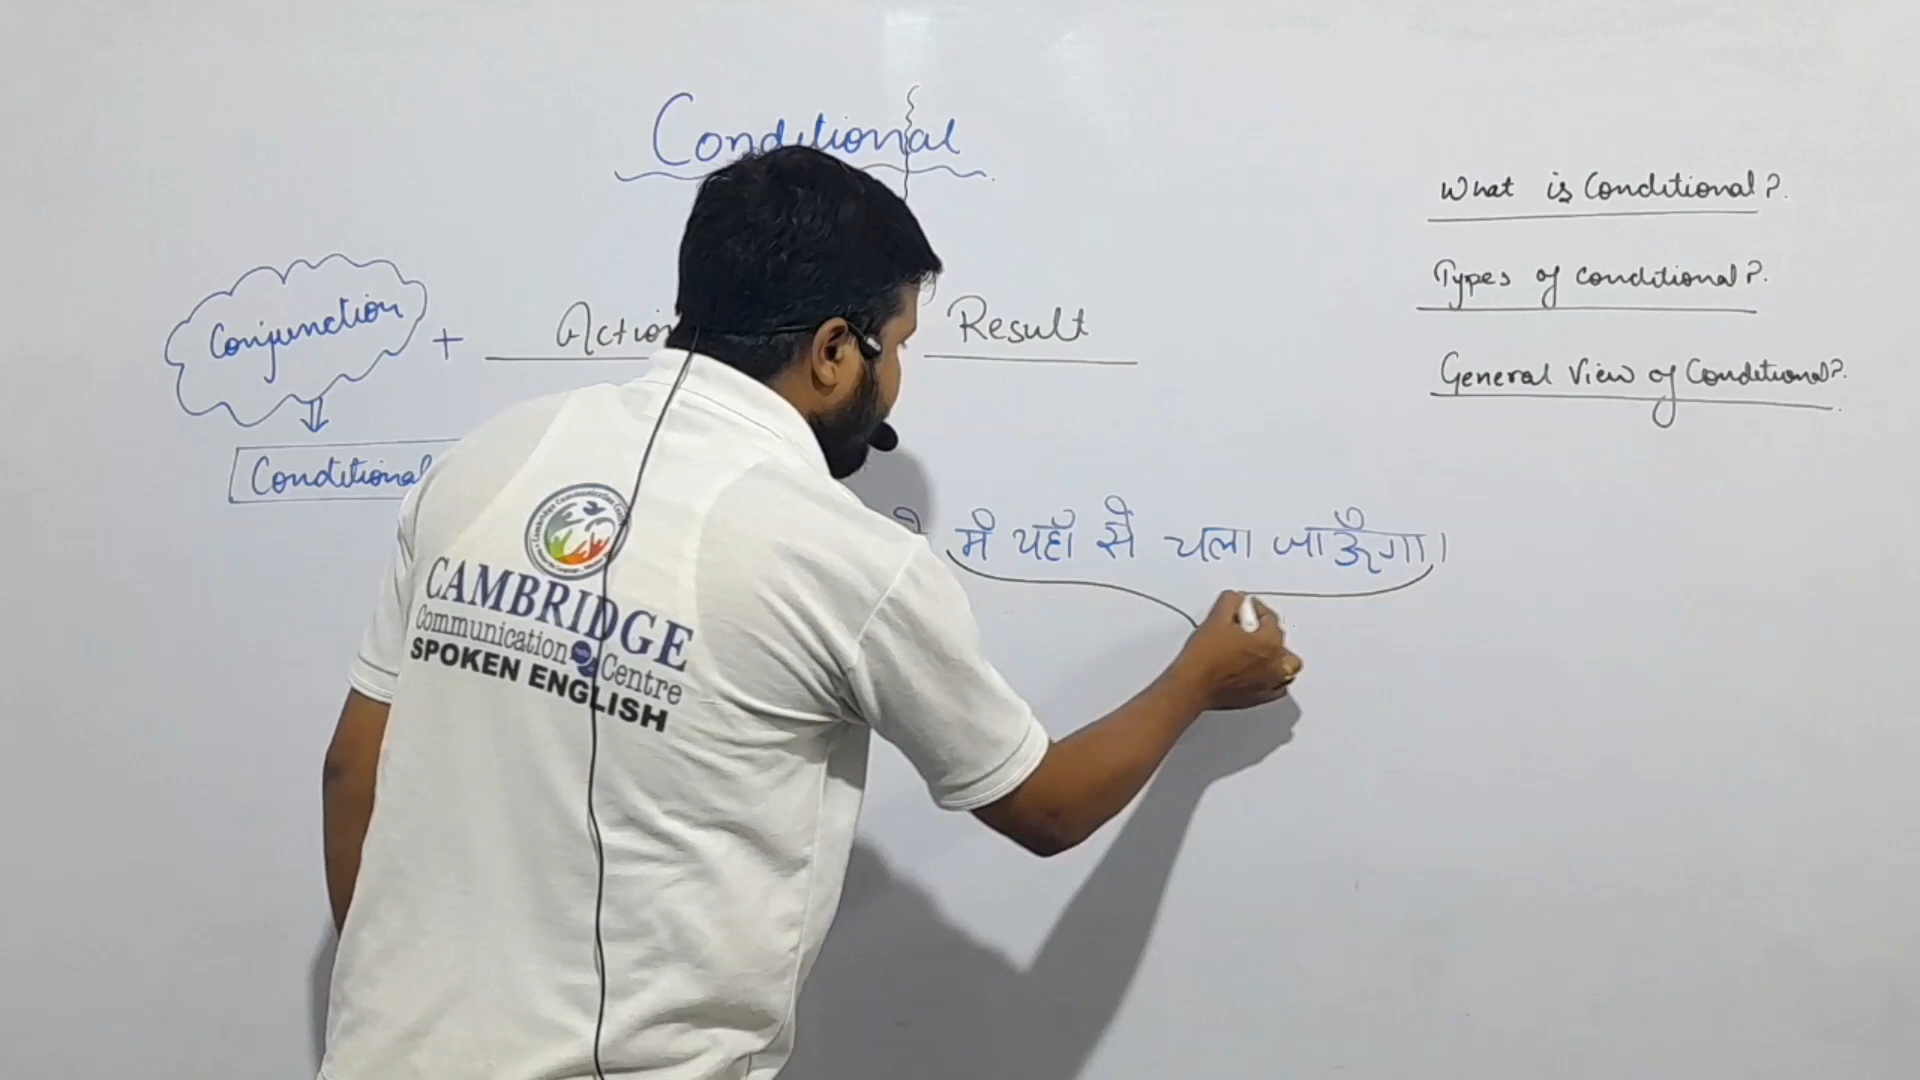 Conditional
What is Conditional?
Types of Conditional?
General View of Conditional?
Conjunction + Action Result
Conditional
मैं यहाँ से चला जाऊँगा।
CAMBRIDGE
Communication Centre
SPOKEN ENGLISH